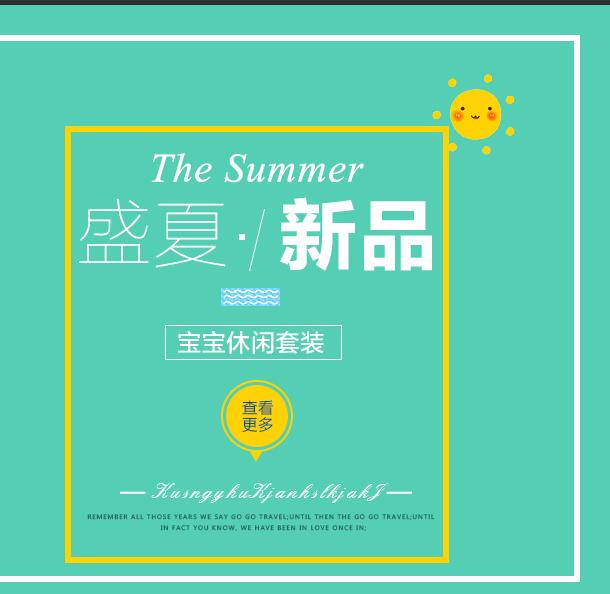 The Summer
盛夏·/新品
宝宝休闲套装
查看
更多
KusngyhuKjanhslkjakJ
REMEMBER ALL THOSE YEARS WE SAY GO GO TRAVEL;UNTIL THEN THE GO GO TRAVEL;UNTIL
IN FACT YOU KNOW, WE HAVE BEEN IN LOVE ONCE IN;